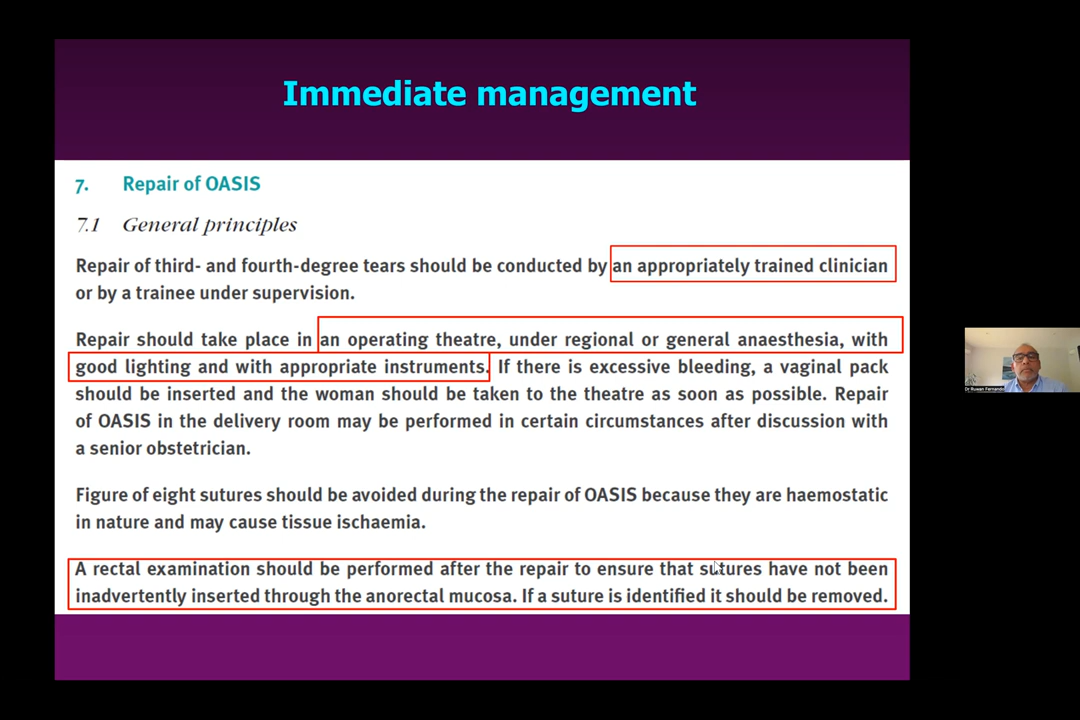 Immediate management
7. Repair of OASIS
7.1 General principles
Repair of third- and fourth-degree tears should be conducted by an appropriately trained clinician
or by a trainee under supervision.
Repair should take place in an operating theatre, under regional or general anaesthesia, with
good lighting and with appropriate instruments. If there is excessive bleeding, a vaginal pack
should be inserted and the woman should be taken to the theatre as soon as possible. Repair
of OASIS in the delivery room may be performed in certain circumstances after discussion with
a senior obstetrician.
Figure of eight sutures should be avoided during the repair of OASIS because they are haemostatic
in nature and may cause tissue ischaemia.
A rectal examination should be performed after the repair to ensure that sutures have not been
inadvertently inserted through the anorectal mucosa. If a suture is identified it should be removed.
Dr Ruwan Fernando